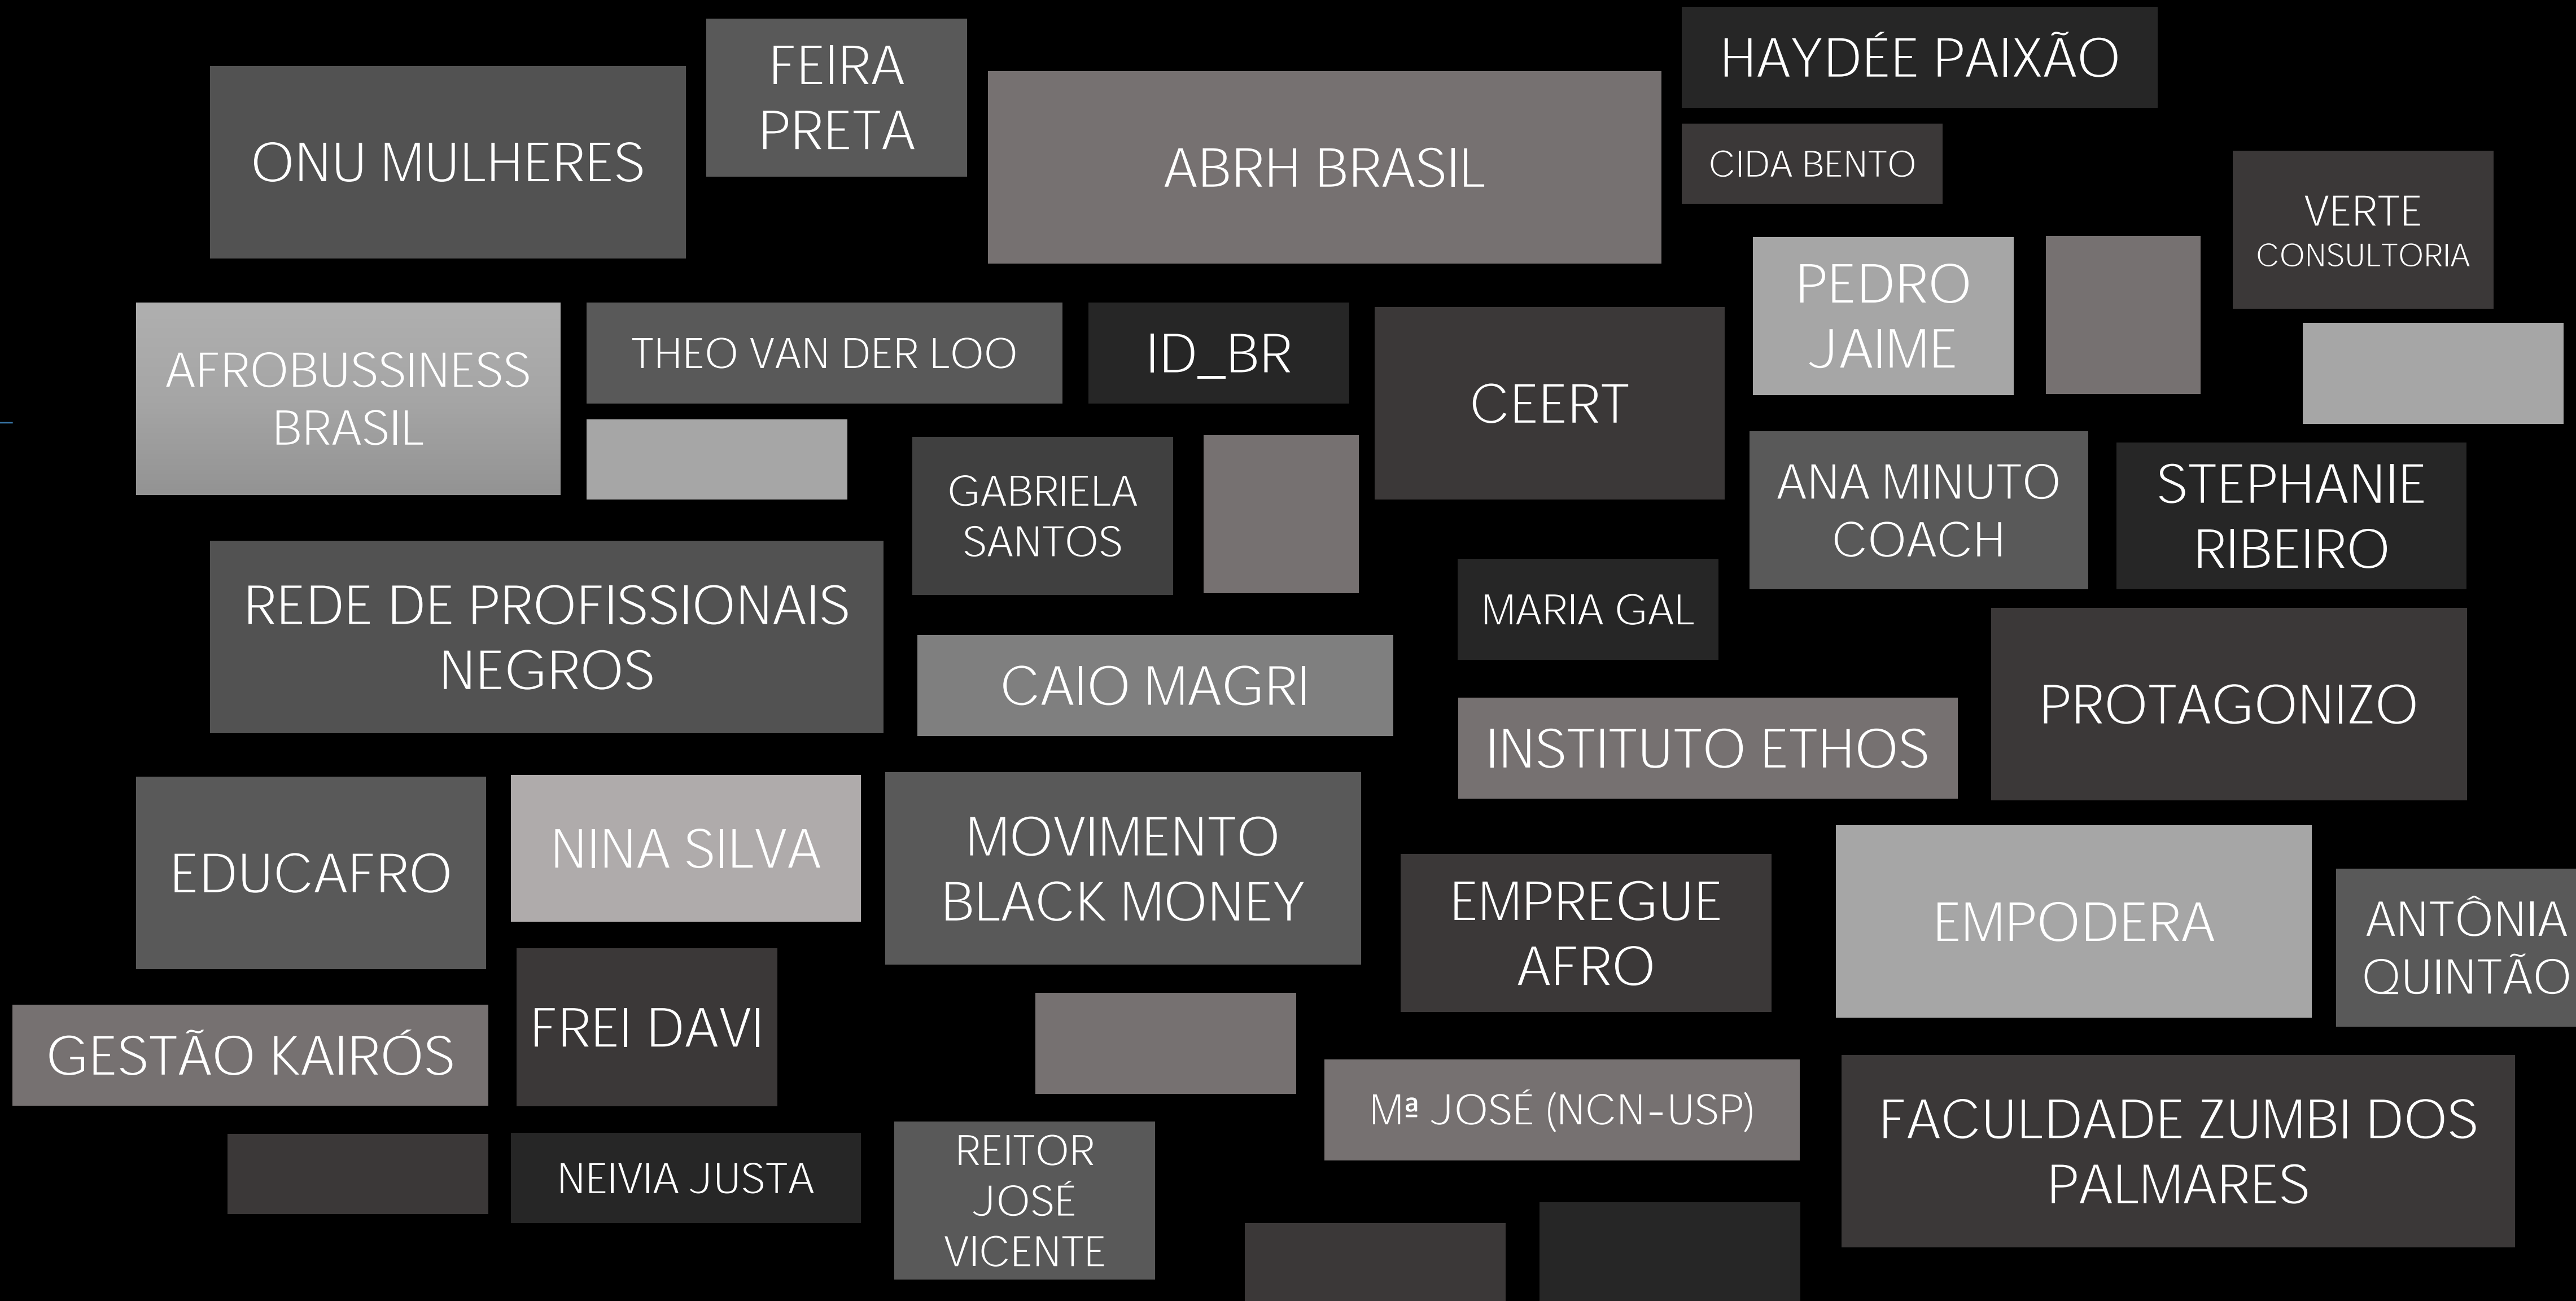 HAYDÉE PAIXÃO
FEIRA
PRETA
ONU MULHERES
ABRH BRASIL
CIDA BENTO
VERTE
CONSULTORIA
PEDRO
JAIME
AFROBUSSINESS
BRASIL
THEO VAN DER LOO
ID_BR
CEERT
GABRIELA
SANTOS
ANA MINUTO
COACH
STEPHANIE
RIBEIRO
REDE DE PROFISSIONAIS
NEGROS
MARIA GAL
CAIO MAGRI
PROTAGONIZO
INSTITUTO ETHOS
EDUCAFRO
NINA SILVA
MOVIMENTO
BLACK MONEY
EMPREGUE
AFRO
EMPODERA
ANTÔNIA
QUINTÃO
FREI DAVI
GESTÃO KAIRÓS
Mª JOSÉ (NCN-USP)
FACULDADE ZUMBI DOS
PALMARES
NEIVIA JUSTA
REITOR
JOSÉ
VICENTE